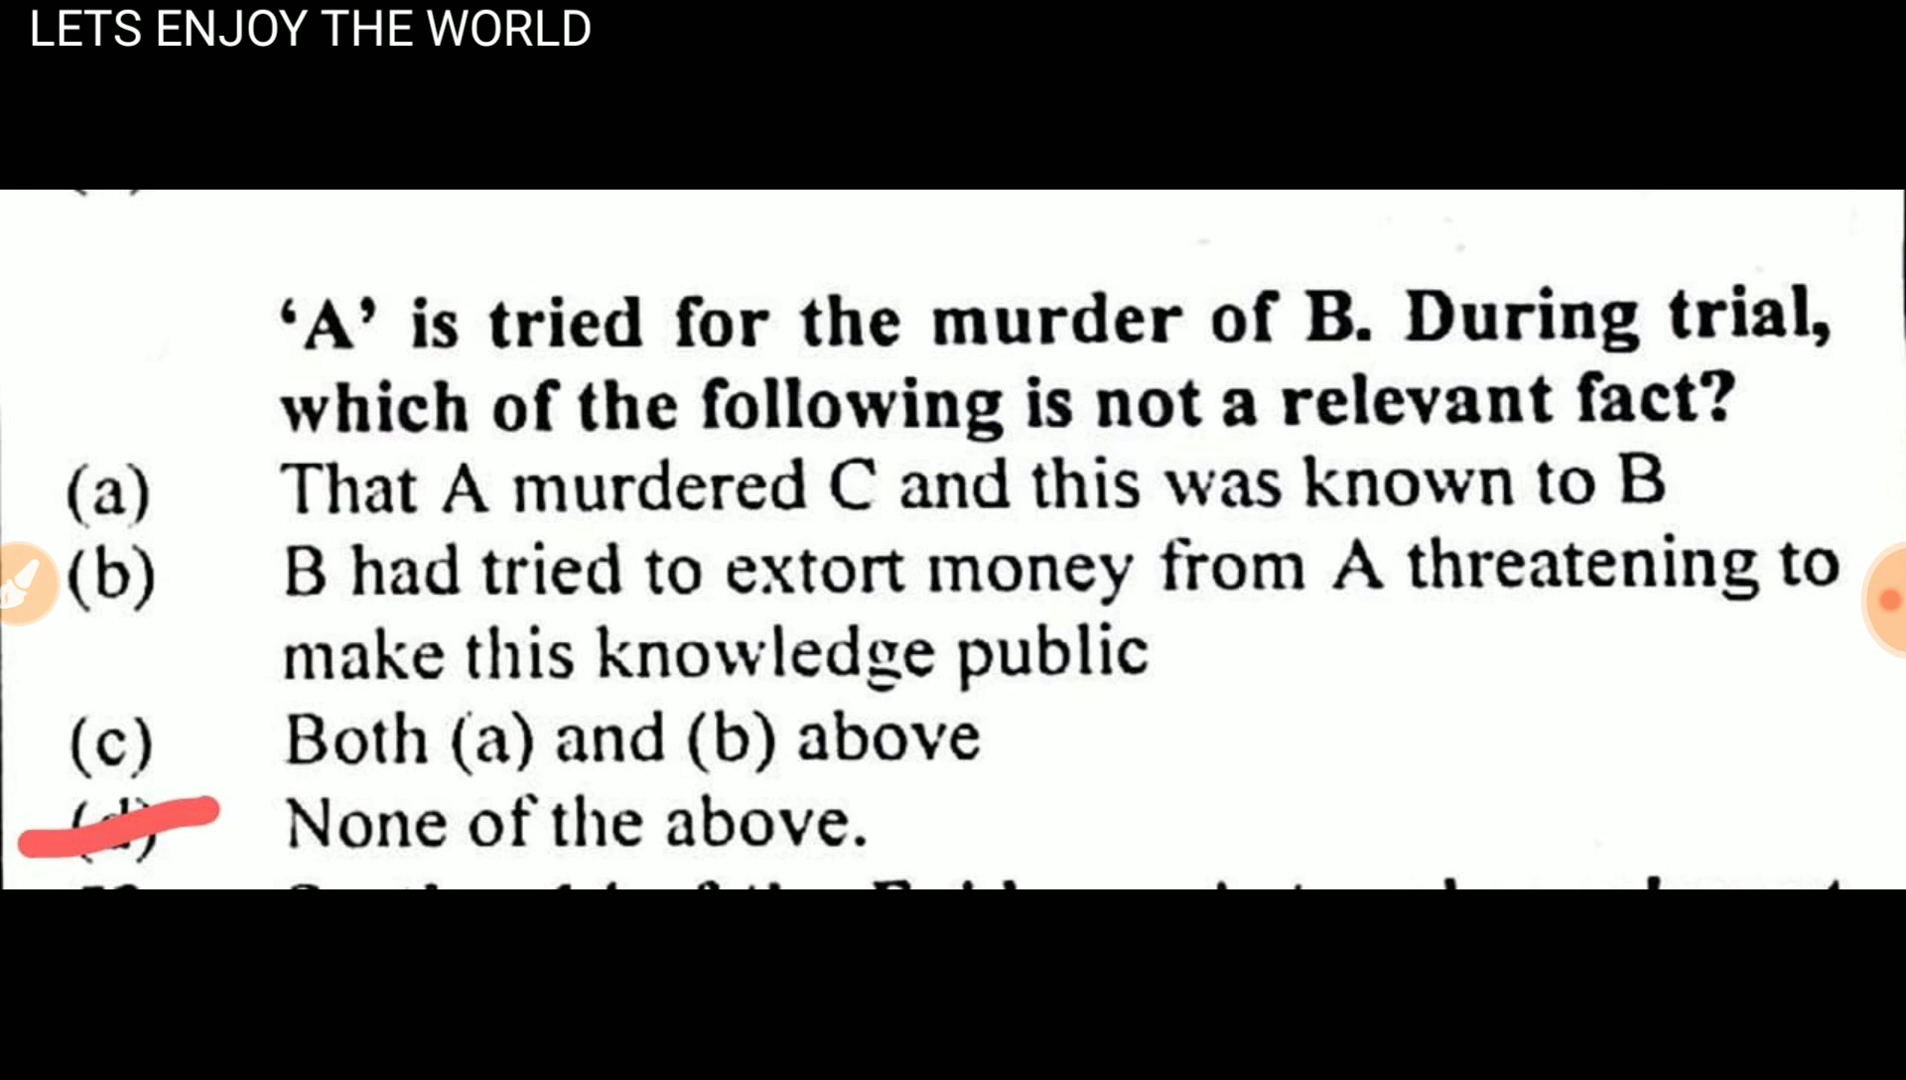 LETS ENJOY THE WORLD
‘A’ is tried for the murder of B. During trial,
which of the following is not a relevant fact?
(a) That A murdered C and this was known to B
(b) B had tried to extort money from A threatening to
make this knowledge public
(c) Both (a) and (b) above
(d) None of the above.